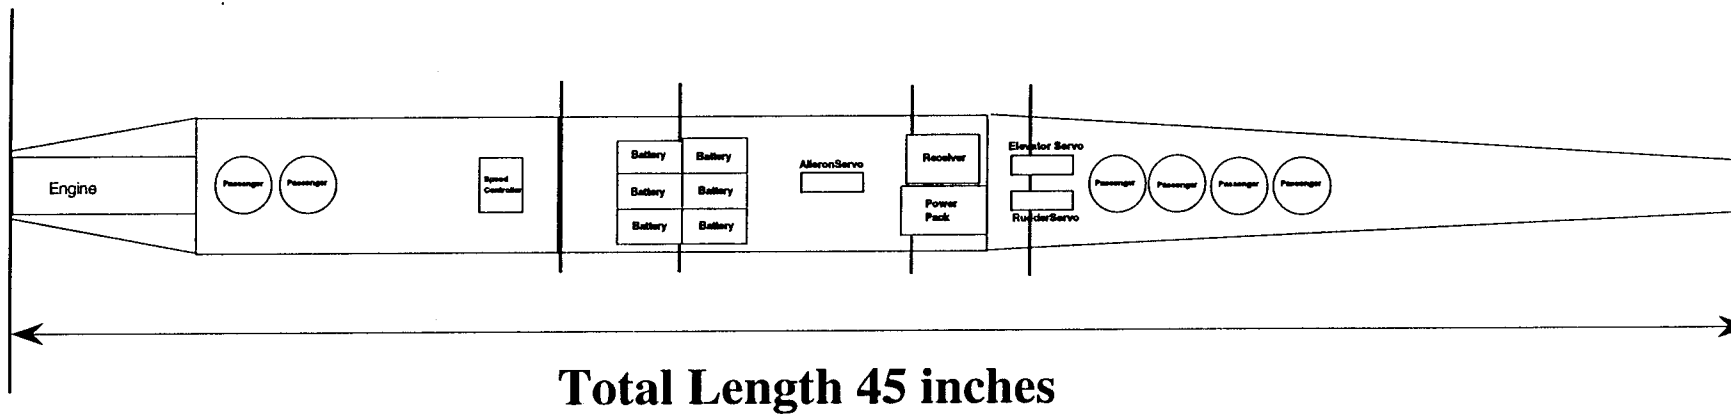 Engine
Passenger
Passenger
Speed
Controller
Battery
Battery
Battery
Battery
Battery
Battery
AileronServo
Receiver
Power
Pack
Elevator Servo
RudderServo
Passenger
Passenger
Passenger
Passenger
Total Length 45 inches